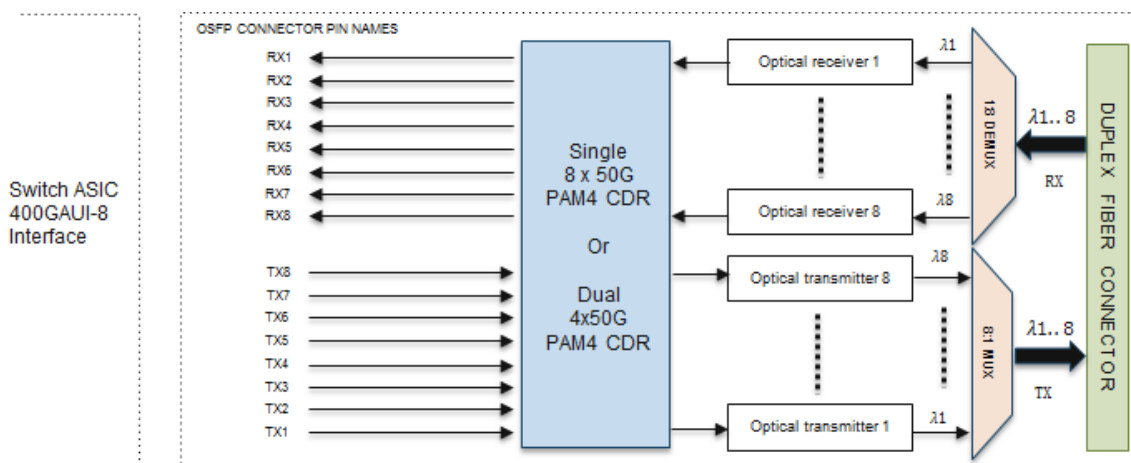 OSFP CONNECTOR PIN NAMES
RX1
RX2
RX3
RX4
RX5
RX6
RX7
RX8
TX8
TX7
TX6
TX5
TX4
TX3
TX2
TX1
Switch ASIC
400GAUI-8
Interface
Single
8 x 50G
PAM4 CDR
Or
Dual
4x50G
PAM4 CDR
Optical receiver 1
λ1
Optical receiver 8
λ8
Optical transmitter 8
λ8
Optical transmitter 1
λ1
1:8 DEMUX
8:1 MUX
λ1..8
RX
λ1..8
TX
DUPLEX FIBER CONNECTOR